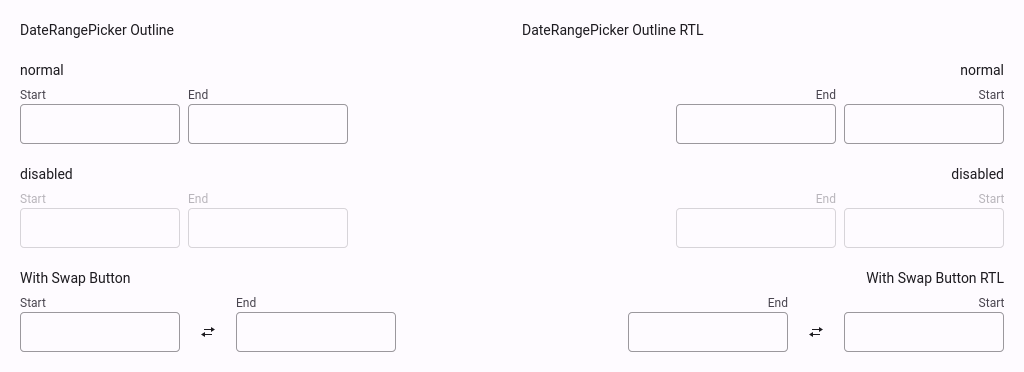 DateRangePicker Outline
normal
Start End
disabled
Start End
With Swap Button
Start End
DateRangePicker Outline RTL
normal
End Start
disabled
End Start
With Swap Button RTL
End Start